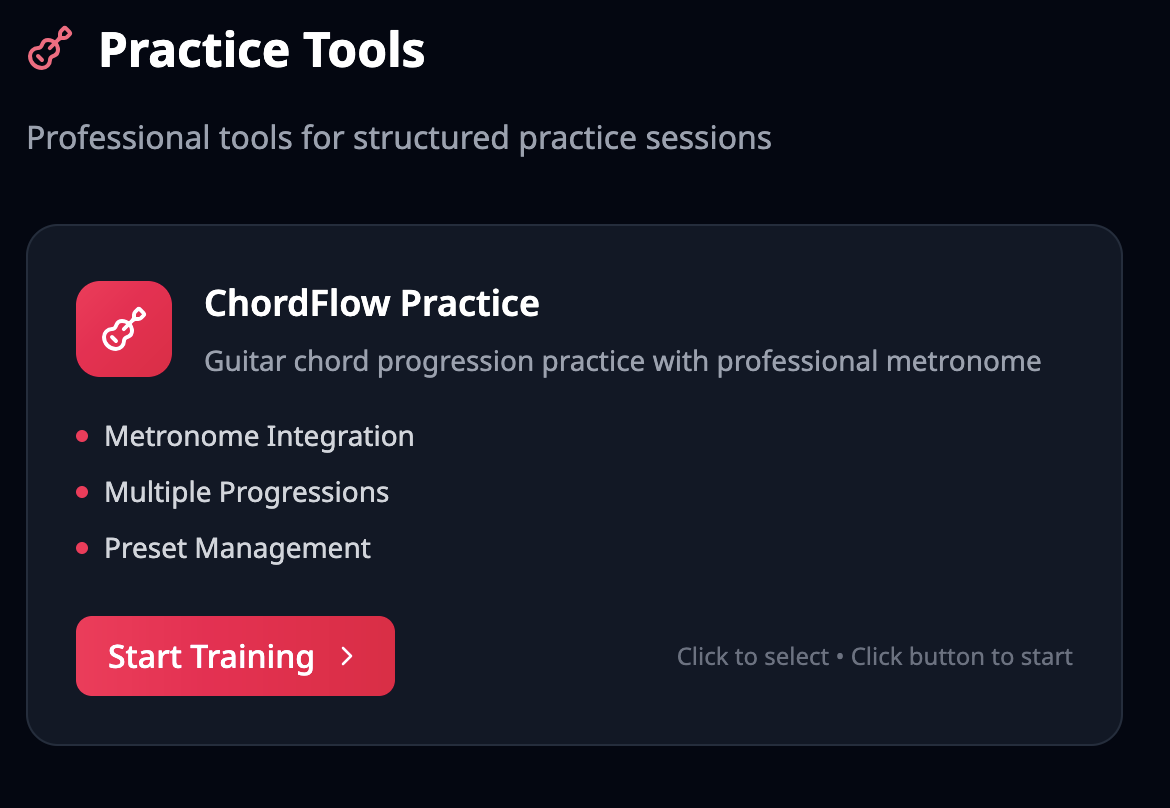 Practice Tools
Professional tools for structured practice sessions
ChordFlow Practice
Guitar chord progression practice with professional metronome
Metronome Integration
Multiple Progressions
Preset Management
Start Training
Click to select • Click button to start